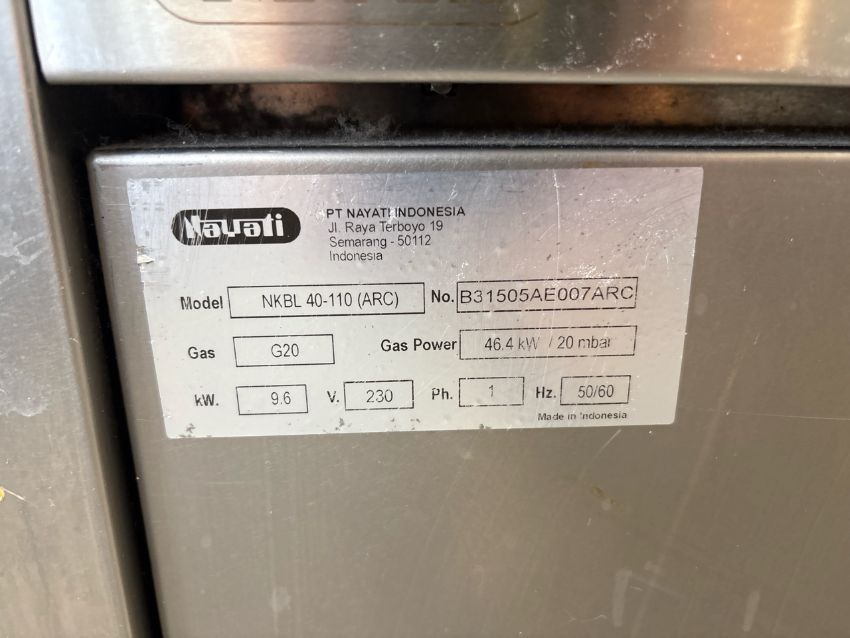 Nayati
PT NAYATI INDONESIA
Jl. Raya Terboyo 19
Semarang - 50112
Indonesia
Model NKBL 40-110 (ARC) No. B31505AE007ARC
Gas G20 Gas Power 46.4 kW / 20 mbar
kW. 9.6 V. 230 Ph. 1 Hz. 50/60
Made in Indonesia